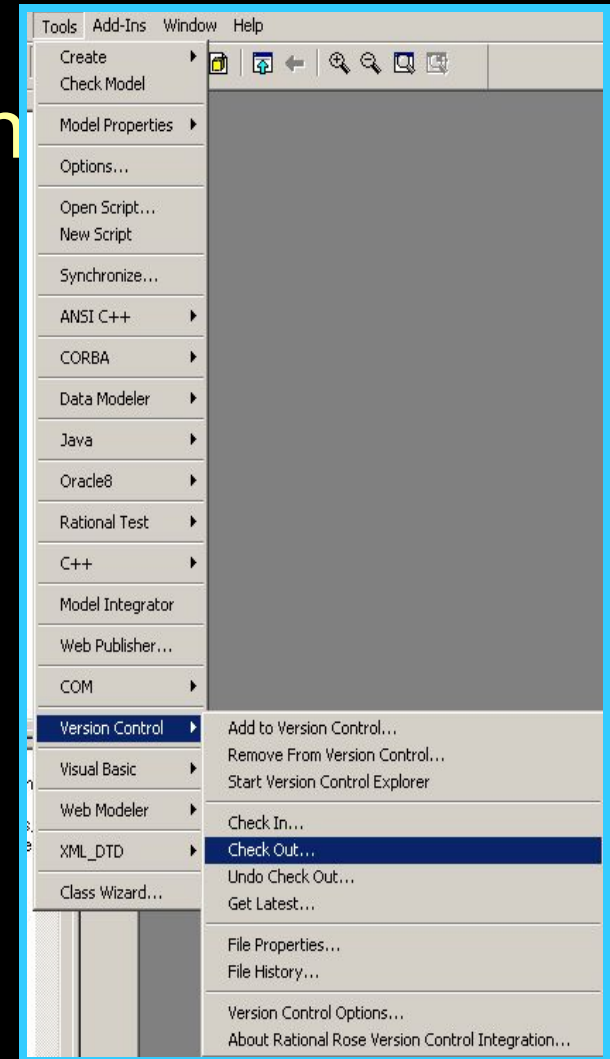 Tools Add-Ins Window Help
Create
Check Model
Model Properties
Options...
Open Script...
New Script
Synchronize...
ANSI C++
CORBA
Data Modeler
Java
Oracle8
Rational Test
C++
Model Integrator
Web Publisher...
COM
Version Control
Visual Basic
Web Modeler
XML_DTD
Class Wizard...
Add to Version Control...
Remove From Version Control...
Start Version Control Explorer
Check In...
Check Out...
Undo Check Out...
Get Latest...
File Properties...
File History...
Version Control Options...
About Rational Rose Version Control Integration...